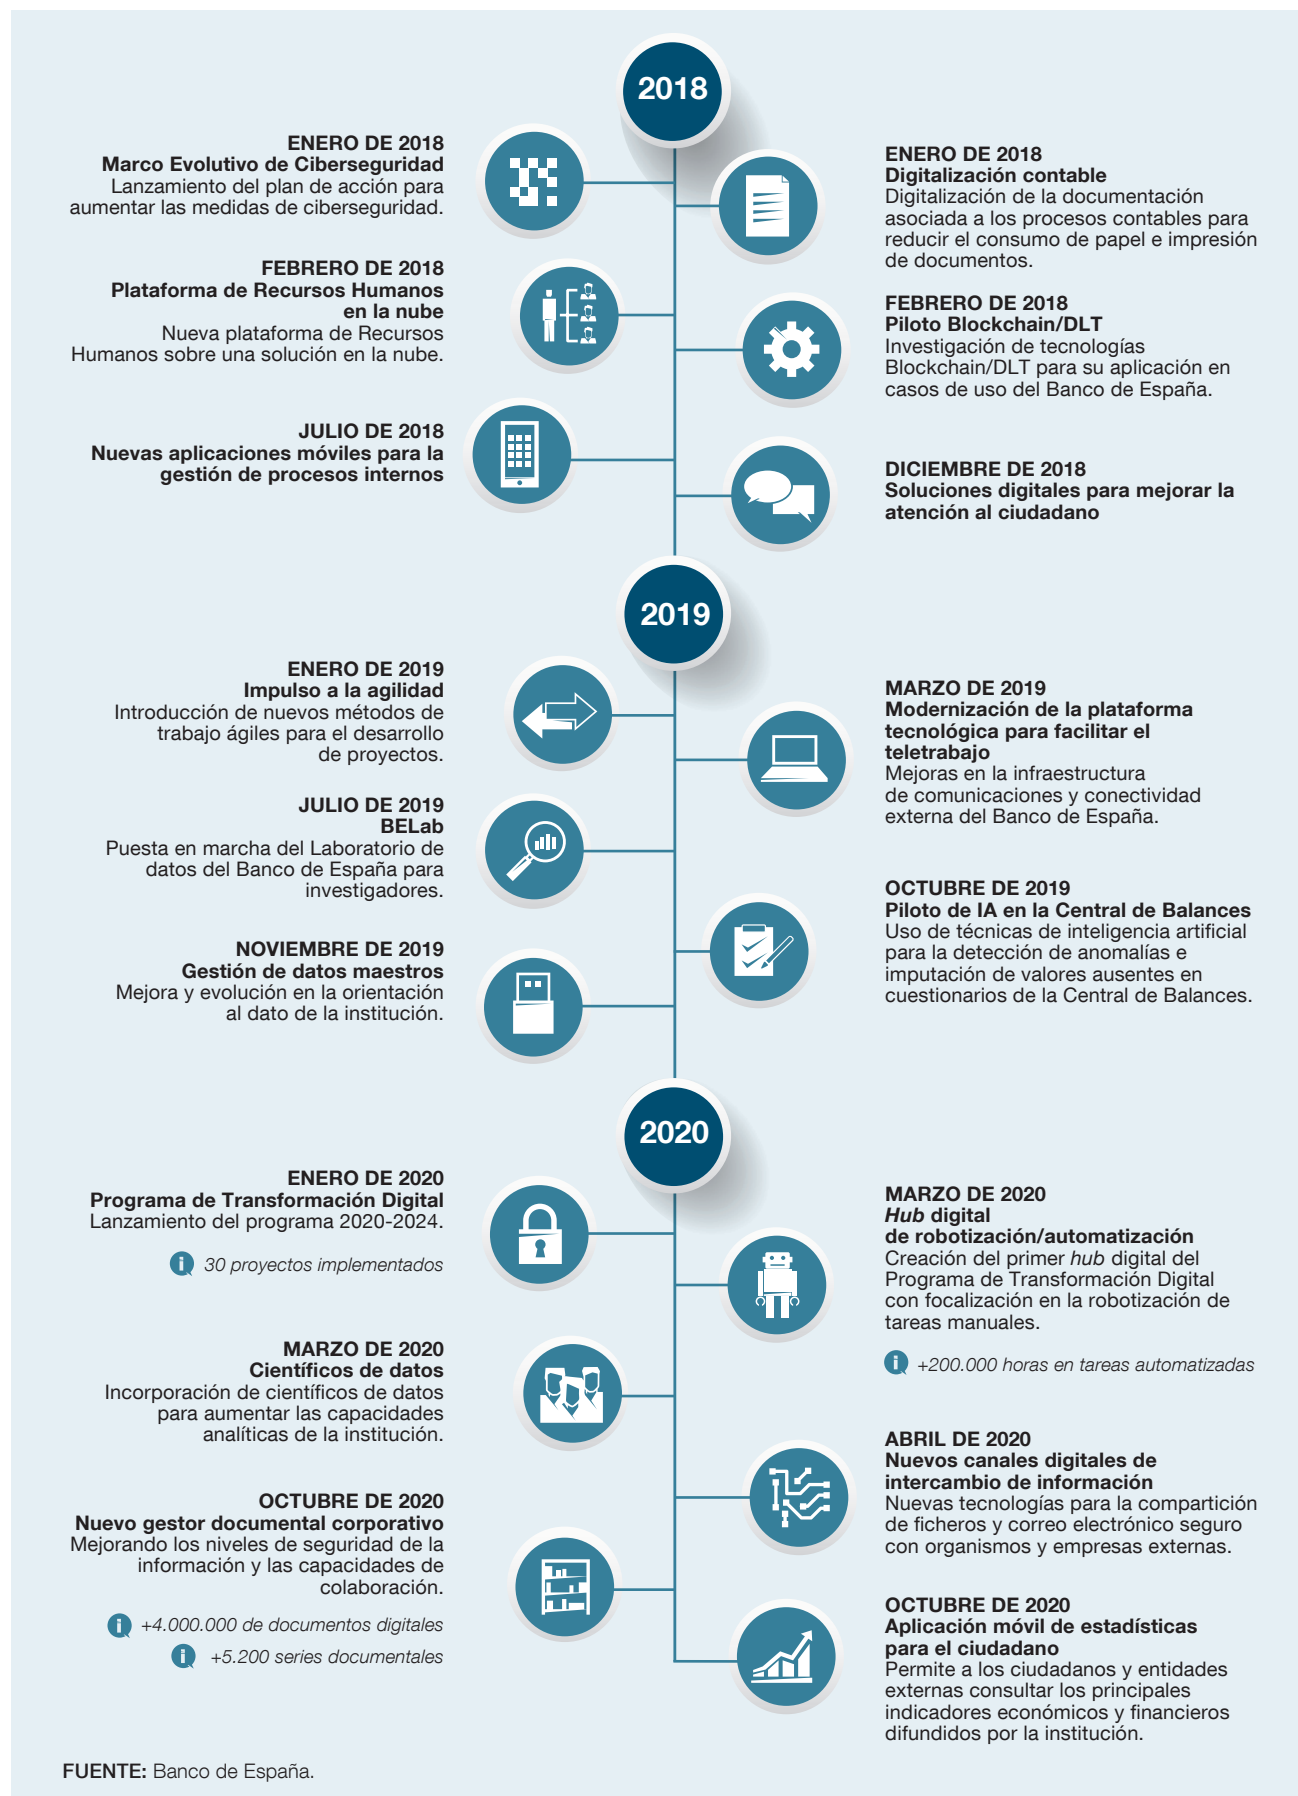 2018
ENERO DE 2018
Marco Evolutivo de Ciberseguridad
Lanzamiento del plan de acción para
aumentar las medidas de ciberseguridad.
ENERO DE 2018
Digitalización contable
Digitalización de la documentación
asociada a los procesos contables para
reducir el consumo de papel e impresión
de documentos.
FEBRERO DE 2018
Plataforma de Recursos Humanos
en la nube
Nueva plataforma de Recursos
Humanos sobre una solución en la nube.
FEBRERO DE 2018
Piloto Blockchain/DLT
Investigación de tecnologías
Blockchain/DLT para su aplicación en
casos de uso del Banco de España.
JULIO DE 2018
Nuevas aplicaciones móviles para la
gestión de procesos internos
DICIEMBRE DE 2018
Soluciones digitales para mejorar la
atención al ciudadano
2019
ENERO DE 2019
Impulso a la agilidad
Introducción de nuevos métodos de
trabajo ágiles para el desarrollo
de proyectos.
MARZO DE 2019
Modernización de la plataforma
tecnológica para facilitar el
teletrabajo
Mejoras en la infraestructura
de comunicaciones y conectividad
externa del Banco de España.
JULIO DE 2019
BELab
Puesta en marcha del Laboratorio de
datos del Banco de España para
investigadores.
OCTUBRE DE 2019
Piloto de IA en la Central de Balances
Uso de técnicas de inteligencia artificial
para la detección de anomalías e
imputación de valores ausentes en
cuestionarios de la Central de Balances.
NOVIEMBRE DE 2019
Gestión de datos maestros
Mejora y evolución en la orientación
al dato de la institución.
2020
ENERO DE 2020
Programa de Transformación Digital
Lanzamiento del programa 2020-2024.
i 30 proyectos implementados
MARZO DE 2020
Hub digital
de robotización/automatización
Creación del primer hub digital del
Programa de Transformación Digital
con focalización en la robotización de
tareas manuales.
i +200.000 horas en tareas automatizadas
MARZO DE 2020
Científicos de datos
Incorporación de científicos de datos
para aumentar las capacidades
analíticas de la institución.
ABRIL DE 2020
Nuevos canales digitales de
intercambio de información
Nuevas tecnologías para la compartición
de ficheros y correo electrónico seguro
con organismos y empresas externas.
OCTUBRE DE 2020
Nuevo gestor documental corporativo
Mejorando los niveles de seguridad de la
información y las capacidades de
colaboración.
i +4.000.000 de documentos digitales
i +5.200 series documentales
OCTUBRE DE 2020
Aplicación móvil de estadísticas
para el ciudadano
Permite a los ciudadanos y entidades
externas consultar los principales
indicadores económicos y financieros
difundidos por la institución.
FUENTE: Banco de España.